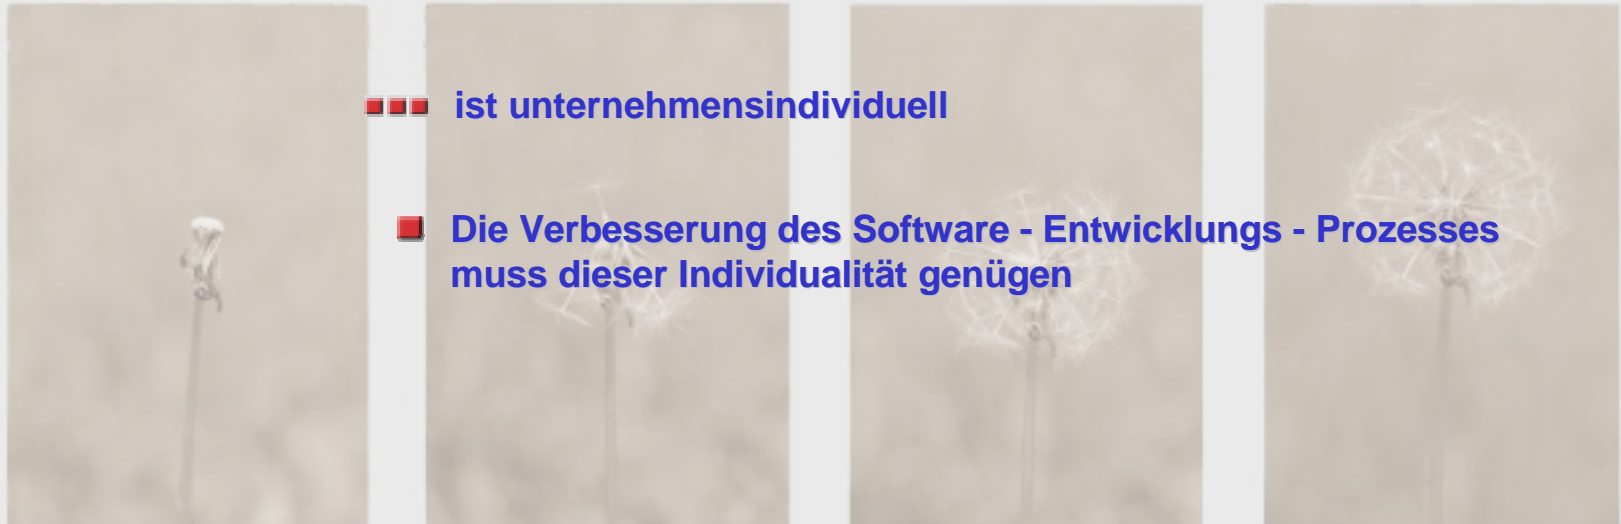 ist unternehmensindividuell
Die Verbesserung des Software - Entwicklungs - Prozesses
muss dieser Individualität genügen